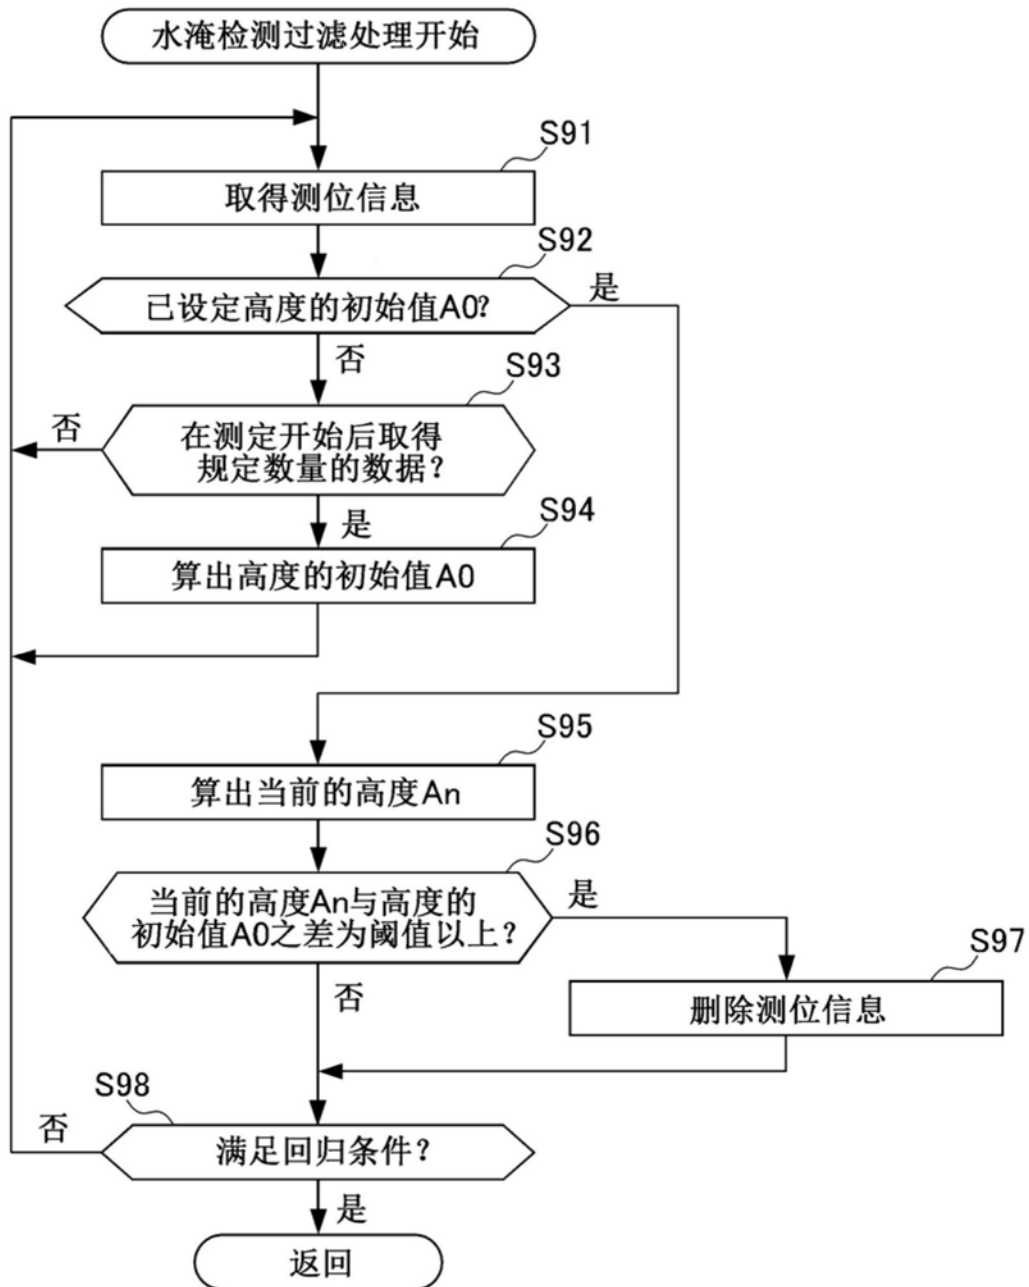 水淹检测过滤处理开始
S91
取得测位信息
S92
已设定高度的初始值A0?
是
否
S93
在测定开始后取得
规定数量的数据?
否
是
S94
算出高度的初始值A0
S95
算出当前的高度An
S96
当前的高度An与高度的
初始值A0之差为阈值以上?
是
否
S97
删除测位信息
S98
满足回归条件?
否
是
返回